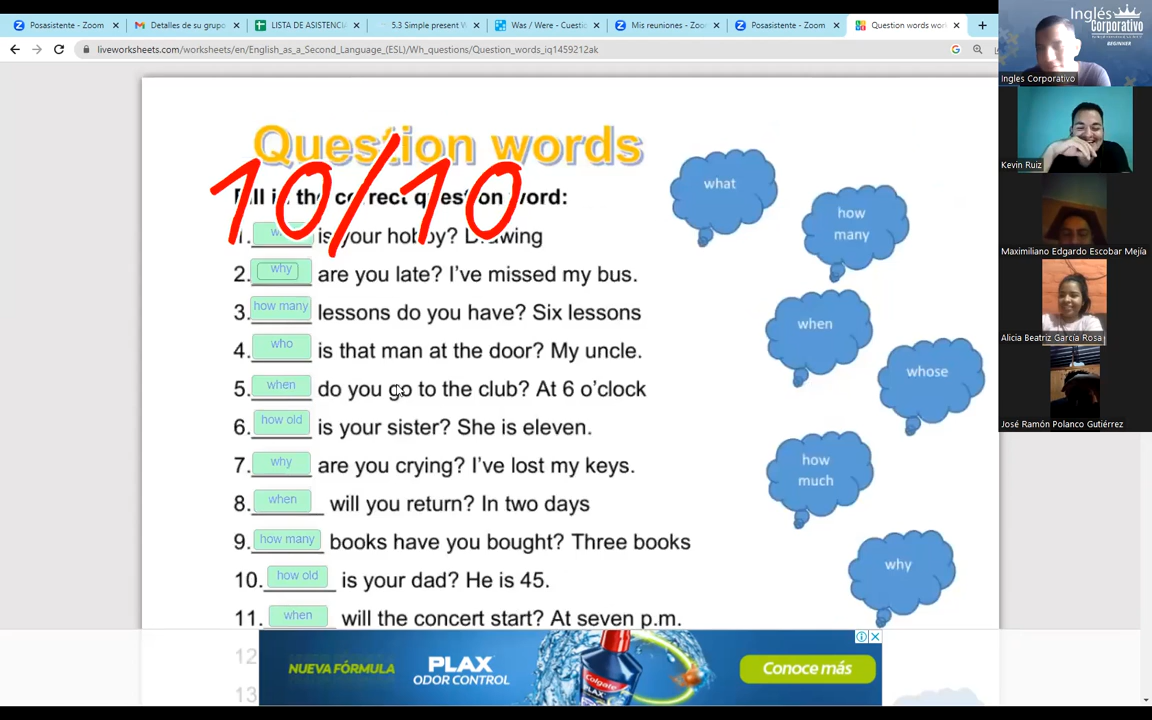 Posasistente - Zoom
Detalles de su grupo
LISTA DE ASISTENCIA
5.3 Simple present W
Was / Were - Cuestio
Mis reuniones - Zoom
Posasistente - Zoom
Question words work
liveworksheets.com/worksheets/en/English_as_a_Second_Language_(ESL)/Wh_questions/Question_words_iq1459212ak
Question words
10/10
Fill in the correct question word:
1. is your hobby? Drawing
2. why are you late? I've missed my bus.
3. how many lessons do you have? Six lessons
4. who is that man at the door? My uncle.
5. when do you go to the club? At 6 o'clock
6. how old is your sister? She is eleven.
7. why are you crying? I've lost my keys.
8. when will you return? In two days
9. how many books have you bought? Three books
10. how old is your dad? He is 45.
11. when will the concert start? At seven p.m.
12
13
what
how
many
when
whose
how
much
why
NUEVA FÓRMULA
PLAX
ODOR CONTROL
Colgate
PLAX
Conoce más
Inglés
Corporativo
BEGINNER
Ingles Corporativo
Kevin Ruiz
Maximiliano Edgardo Escobar Mejía
Alicia Beatriz García Rosa
José Ramón Polanco Gutiérrez